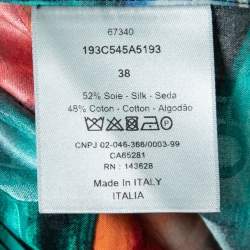 67340
193C545A5193
38
52% Soie - Silk - Seda
48% Coton - Cotton - Algodão
CNPJ 02-046-366/0003-99
CA65281
RN : 143628
Made In ITALY
ITALIA